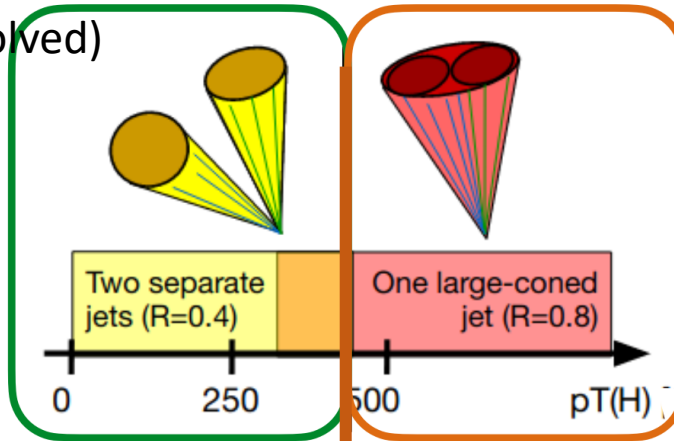 olved)
Two separate
jets (R=0.4)
One large-coned
jet (R=0.8)
0 250 500 pT(H)